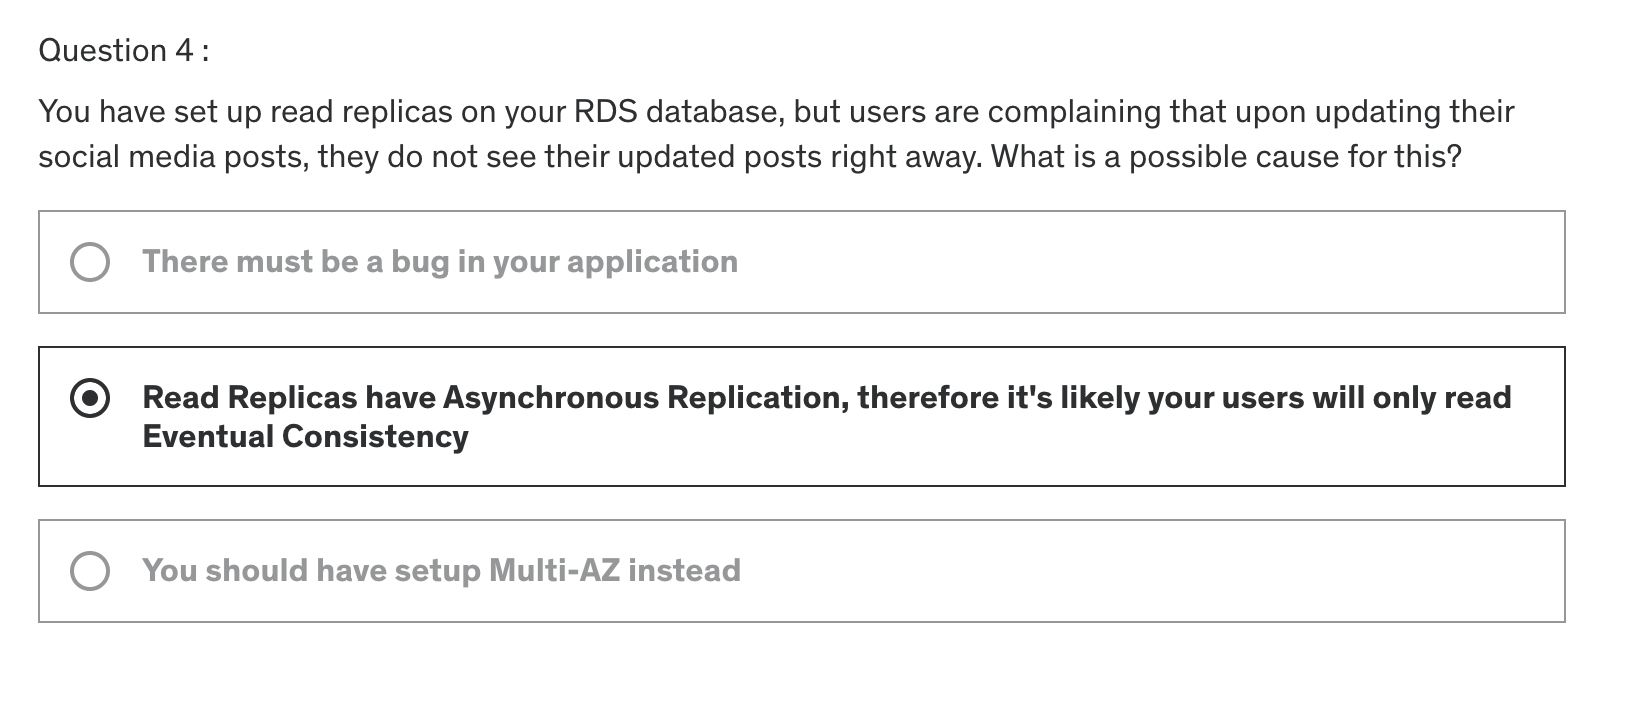 Question 4 :
You have set up read replicas on your RDS database, but users are complaining that upon updating their
social media posts, they do not see their updated posts right away. What is a possible cause for this?
There must be a bug in your application
Read Replicas have Asynchronous Replication, therefore it's likely your users will only read
Eventual Consistency
You should have setup Multi-AZ instead